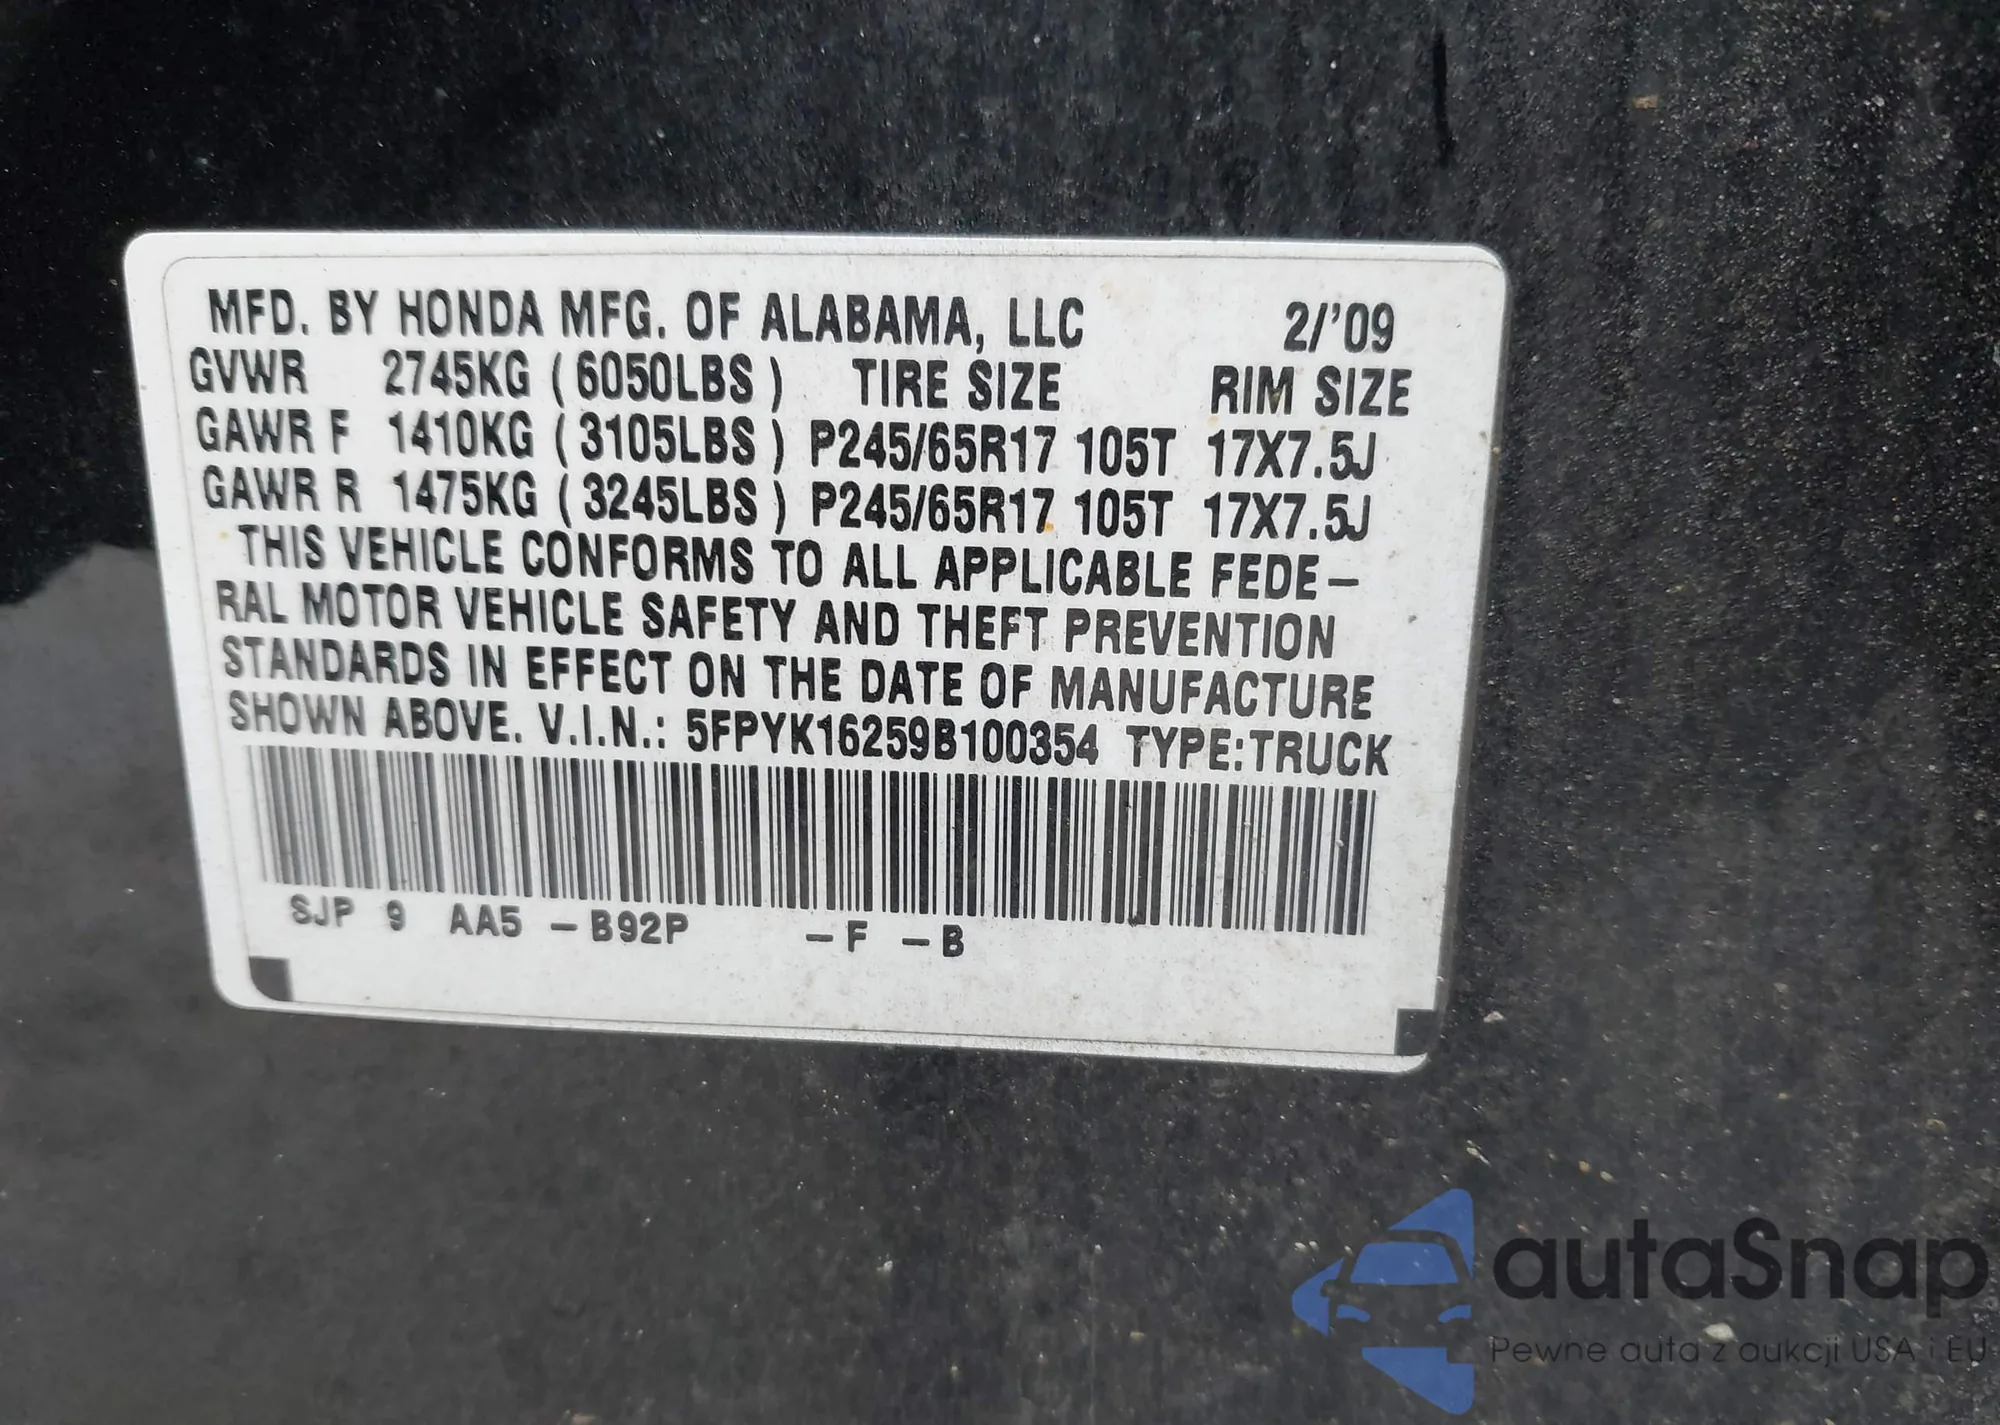 MFD. BY HONDA MFG. OF ALABAMA, LLC 2/'09
GVWR 2745KG (6050LBS) TIRE SIZE RIM SIZE
GAWR F 1410KG (3105LBS) P245/65R17 105T 17X7.5J
GAWR R 1475KG (3245LBS) P245/65R17 105T 17X7.5J
THIS VEHICLE CONFORMS TO ALL APPLICABLE FEDE-
RAL MOTOR VEHICLE SAFETY AND THEFT PREVENTION
STANDARDS IN EFFECT ON THE DATE OF MANUFACTURE
SHOWN ABOVE. V.I.N.: 5FPYK16259B100354 TYPE:TRUCK
SJP 9 AA5 -B92P -F -B
autaSnap
Pewne auta z aukcji USA i EU